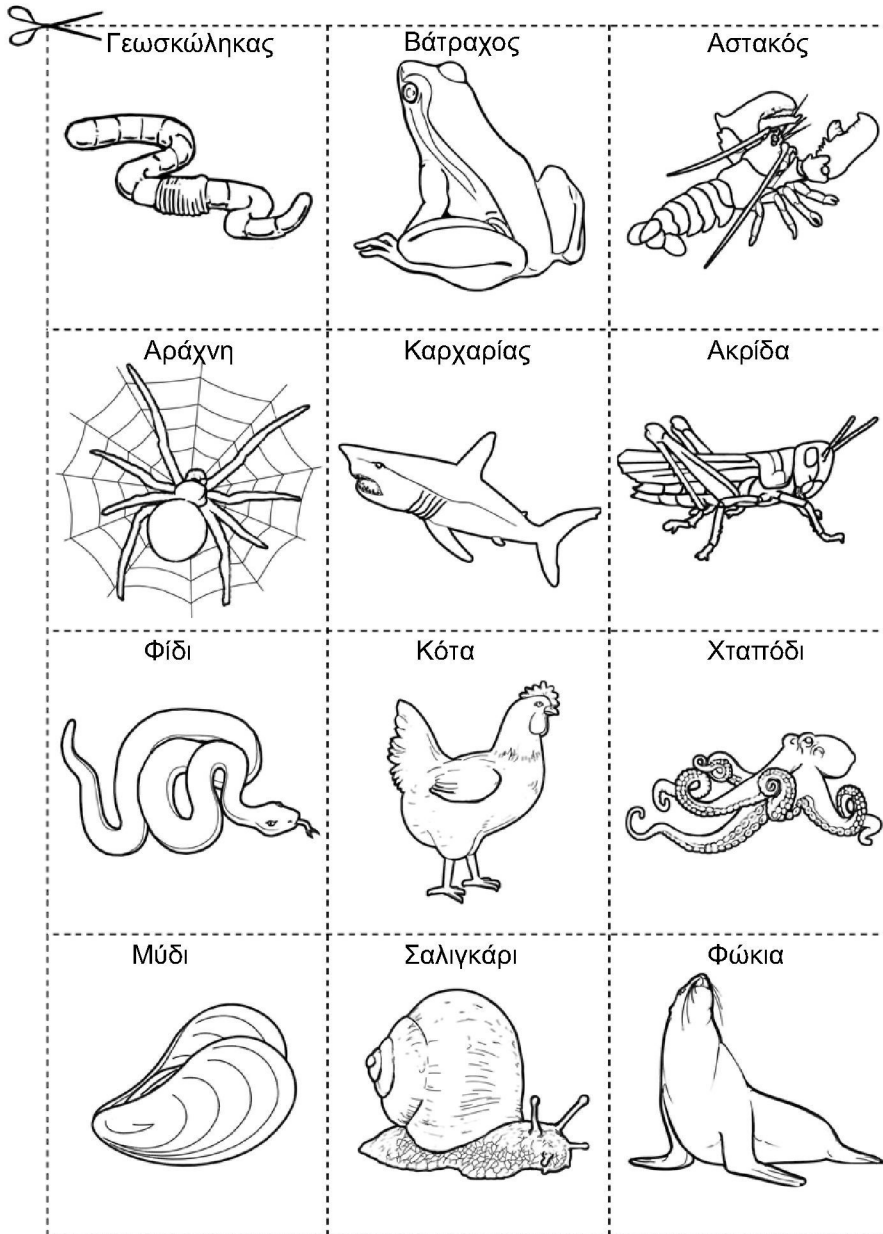 Γεωσκώληκας
Βάτραχος
Αστακός
Αράχνη
Καρχαρίας
Ακρίδα
Φίδι
Κότα
Χταπόδι
Μύδι
Σαλιγκάρι
Φώκια